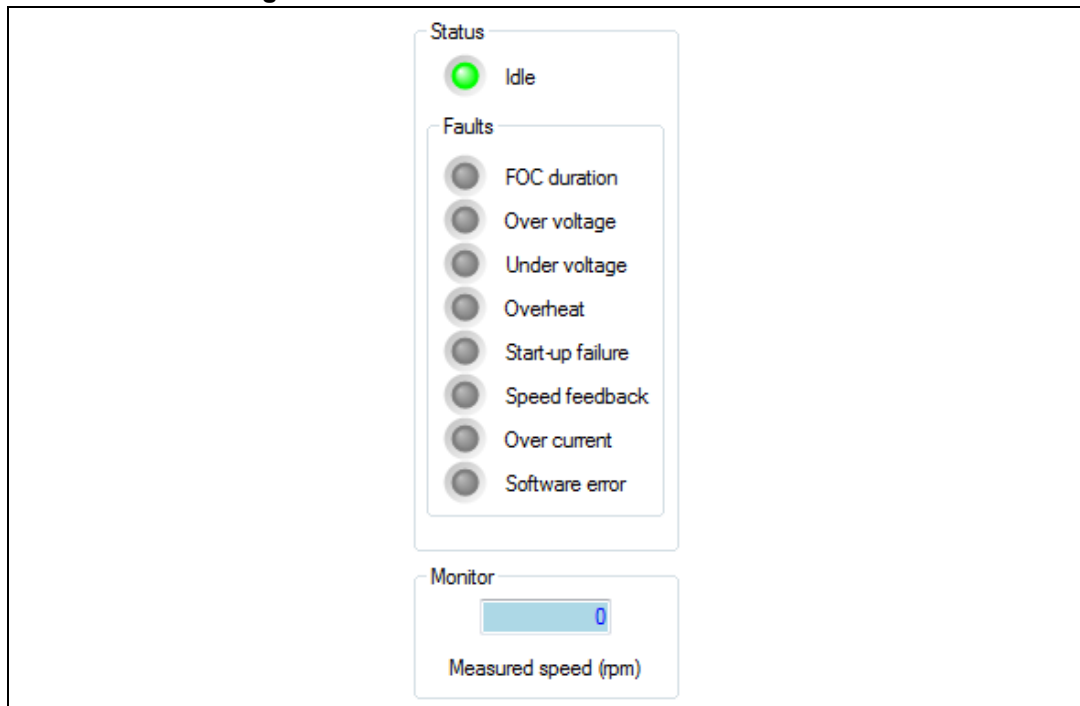 Status
Idle
Faults
FOC duration
Over voltage
Under voltage
Overheat
Start-up failure
Speed feedback
Over current
Software error
Monitor
0
Measured speed (rpm)